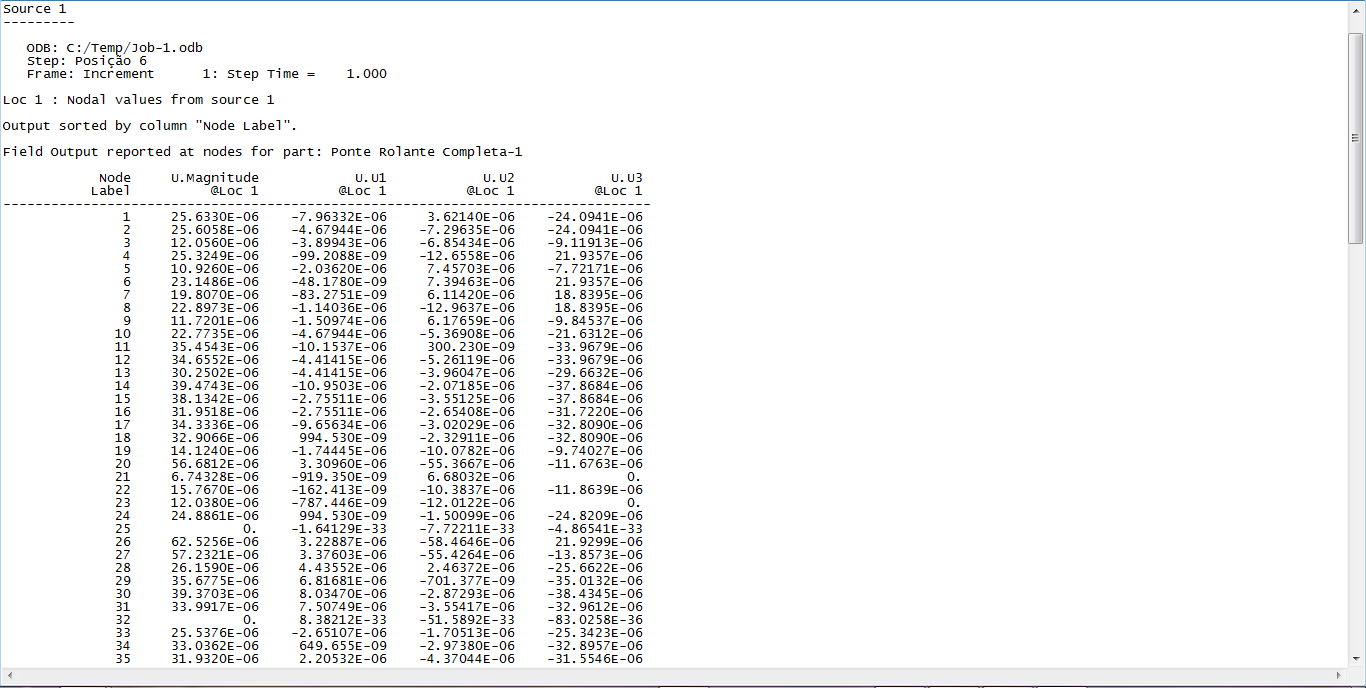 Source 1
---------
ODB: C:/Temp/Job-1.odb
Step: Posição 6
Frame: Increment      1: Step Time =    1.000
Loc 1 : Nodal values from source 1
Output sorted by column "Node Label".
Field Output reported at nodes for part: Ponte Rolante Completa-1
Node     U.Magnitude            U.U1            U.U2            U.U3
Label          @Loc 1          @Loc 1          @Loc 1          @Loc 1
---------------------------------------------------------------------------------
1     25.6330E-06    -7.96332E-06     3.62140E-06    -24.0941E-06
2     25.6058E-06    -4.67944E-06    -7.29635E-06    -24.0941E-06
3     12.0560E-06    -3.89943E-06    -6.85434E-06    -9.11913E-06
4     25.3249E-06    -99.2088E-09    -12.6558E-06     21.9357E-06
5     10.9260E-06    -2.03620E-06     7.45703E-06    -7.72171E-06
6     23.1486E-06    -48.1780E-09     7.39463E-06     21.9357E-06
7     19.8070E-06    -83.2751E-09     6.11420E-06     18.8395E-06
8     22.8973E-06    -1.14036E-06    -12.9637E-06     18.8395E-06
9     11.7201E-06    -1.50974E-06     6.17659E-06    -9.84537E-06
10     22.7735E-06    -4.67944E-06    -5.36908E-06    -21.6312E-06
11     35.4543E-06    -10.1537E-06     300.230E-09    -33.9679E-06
12     34.6552E-06    -4.41415E-06    -5.26119E-06    -33.9679E-06
13     30.2502E-06    -4.41415E-06    -3.96047E-06    -29.6632E-06
14     39.4743E-06    -10.9503E-06    -2.07185E-06    -37.8684E-06
15     38.1342E-06    -2.75511E-06    -3.55125E-06    -37.8684E-06
16     31.9518E-06    -2.75511E-06    -2.65408E-06    -31.7220E-06
17     34.3336E-06    -9.65634E-06    -3.02029E-06    -32.8090E-06
18     32.9066E-06     994.530E-09    -2.32911E-06    -32.8090E-06
19     14.1240E-06    -1.74445E-06    -10.0782E-06    -9.74027E-06
20     56.6812E-06     3.30960E-06    -55.3667E-06    -11.6763E-06
21     6.74328E-06    -919.350E-09     6.68032E-06              0.
22     15.7670E-06    -162.413E-09    -10.3837E-06    -11.8639E-06
23     12.0380E-06    -787.446E-09    -12.0122E-06              0.
24     24.8861E-06     994.530E-09    -1.50099E-06    -24.8209E-06
25              0.    -1.64129E-33    -7.72211E-33    -4.86541E-33
26     62.5256E-06     3.22887E-06    -58.4646E-06     21.9299E-06
27     57.2321E-06     3.37603E-06    -55.4264E-06    -13.8573E-06
28     26.1590E-06     4.43552E-06     2.46372E-06    -25.6622E-06
29     35.6775E-06     6.81681E-06    -701.377E-09    -35.0132E-06
30     39.3703E-06     8.03470E-06    -2.87293E-06    -38.4345E-06
31     33.9917E-06     7.50749E-06    -3.55417E-06    -32.9612E-06
32              0.     8.38212E-33    -51.5892E-33    -83.0258E-36
33     25.5376E-06    -2.65107E-06    -1.70513E-06    -25.3423E-06
34     33.0362E-06     649.655E-09    -2.97380E-06    -32.8957E-06
35     31.9320E-06     2.20532E-06    -4.37044E-06    -31.5546E-06